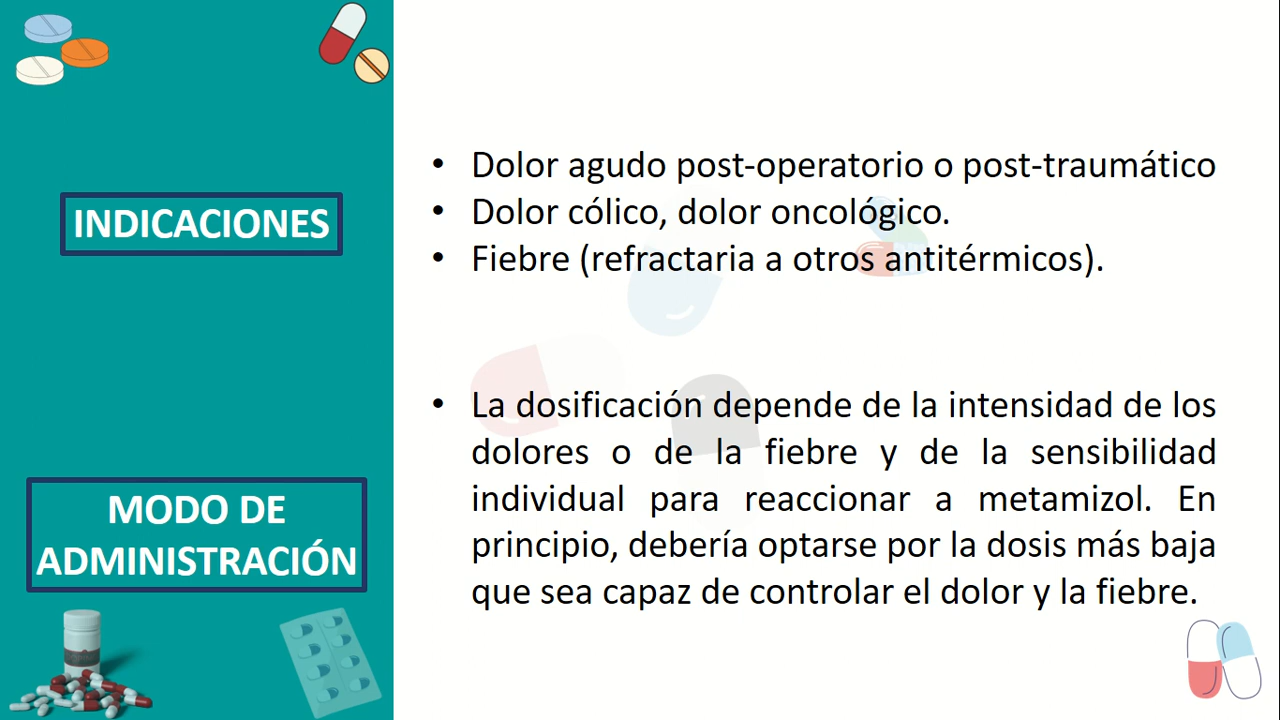 INDICACIONES
• Dolor agudo post-operatorio o post-traumático
• Dolor cólico, dolor oncológico.
• Fiebre (refractaria a otros antitérmicos).
MODO DE
ADMINISTRACIÓN
• La dosificación depende de la intensidad de los
dolores o de la fiebre y de la sensibilidad
individual para reaccionar a metamizol. En
principio, debería optarse por la dosis más baja
que sea capaz de controlar el dolor y la fiebre.